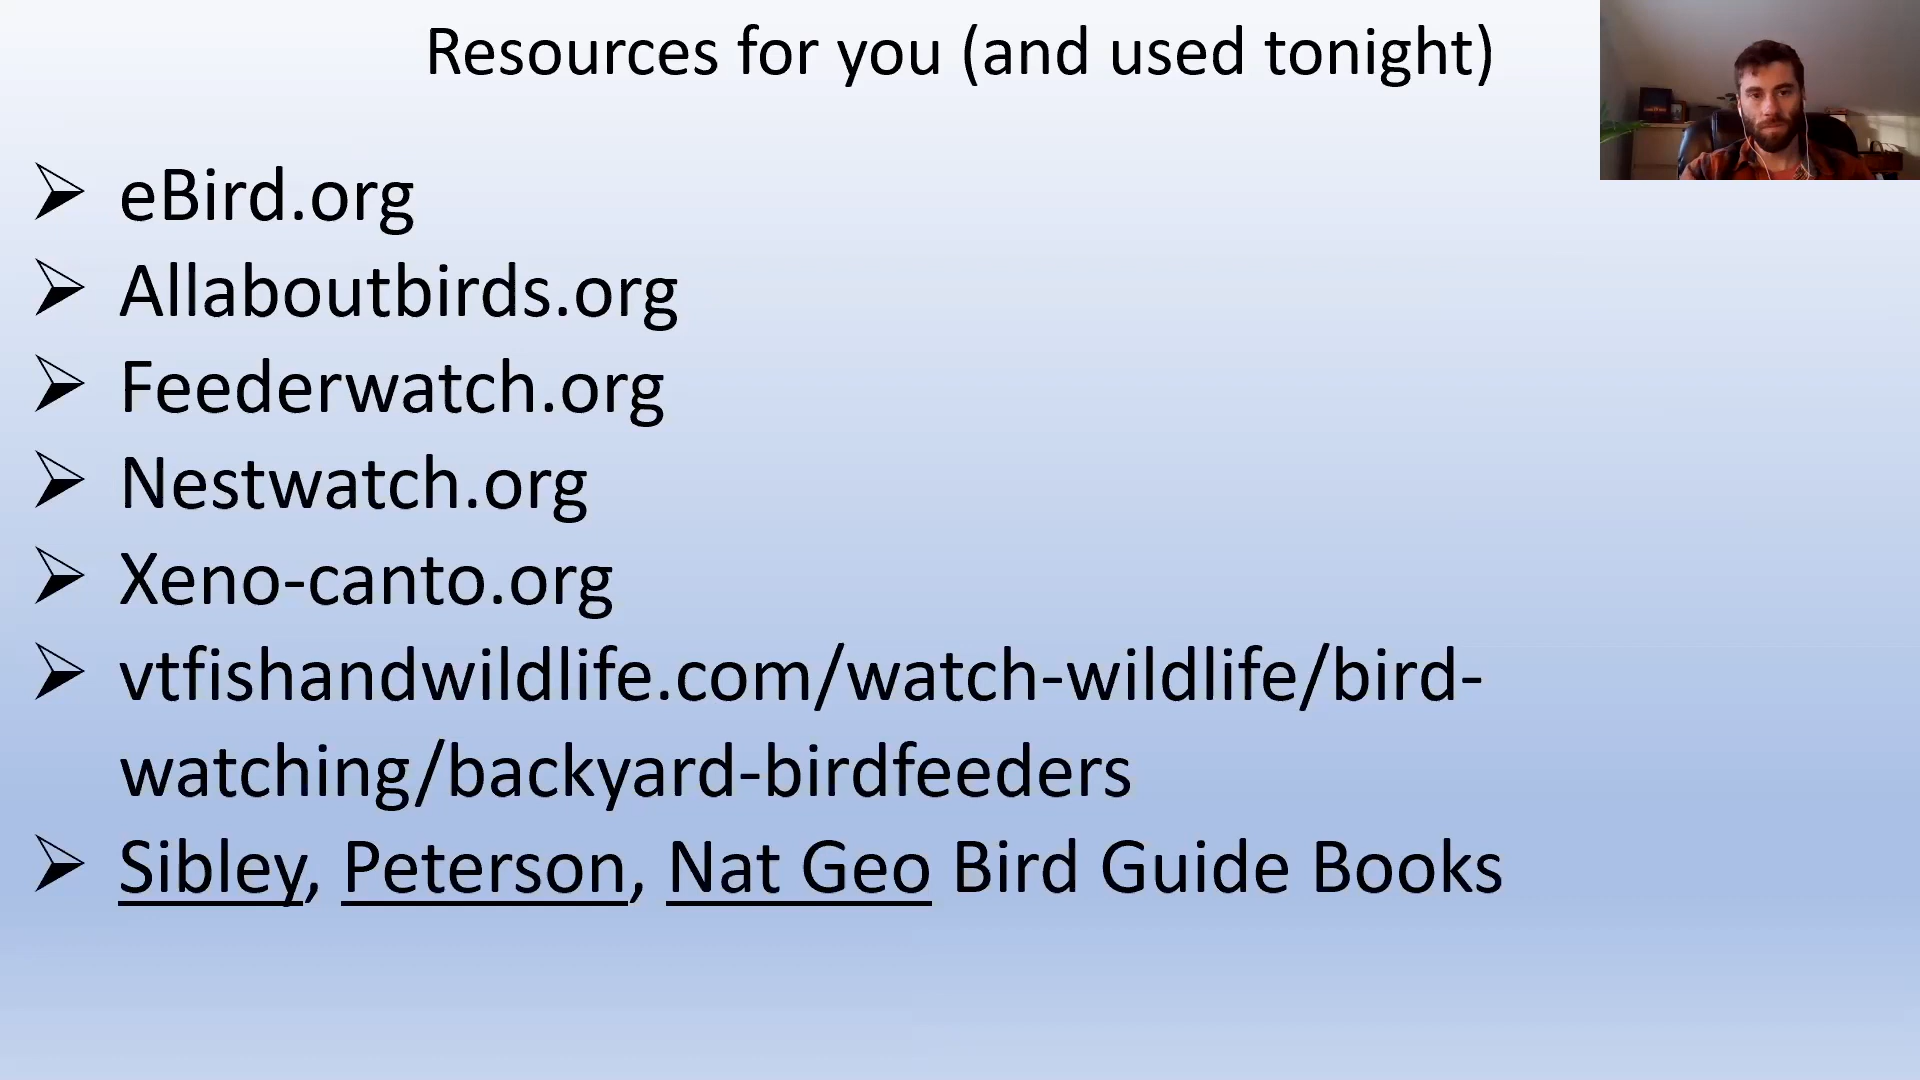 Resources for you (and used tonight)
eBird.org
Allaboutbirds.org
Feederwatch.org
Nestwatch.org
Xeno-canto.org
vtfishandwildlife.com/watch-wildlife/bird-
watching/backyard-birdfeeders
Sibley, Peterson, Nat Geo Bird Guide Books